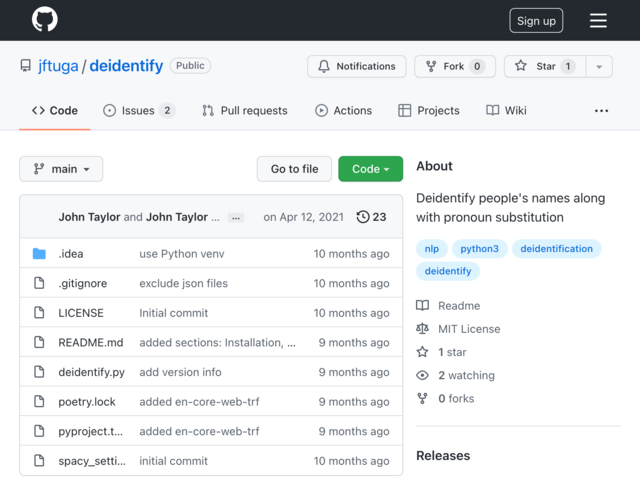 Sign up
jftuga / deidentify Public
Notifications Fork 0 Star 1
Code Issues 2 Pull requests Actions Projects Wiki ...
main Go to file Code
John Taylor and John Taylor ... ... on Apr 12, 2021 23
.idea use Python venv 10 months ago
.gitignore exclude json files 10 months ago
LICENSE Initial commit 10 months ago
README.md added sections: Installation, ... 9 months ago
deidentify.py add version info 9 months ago
poetry.lock added en-core-web-trf 9 months ago
pyproject.t... added en-core-web-trf 9 months ago
spacy_setti... initial commit 10 months ago
About
Deidentify people's names along
with pronoun substitution
nlp python3 deidentification
deidentify
Readme
MIT License
1 star
2 watching
0 forks
Releases